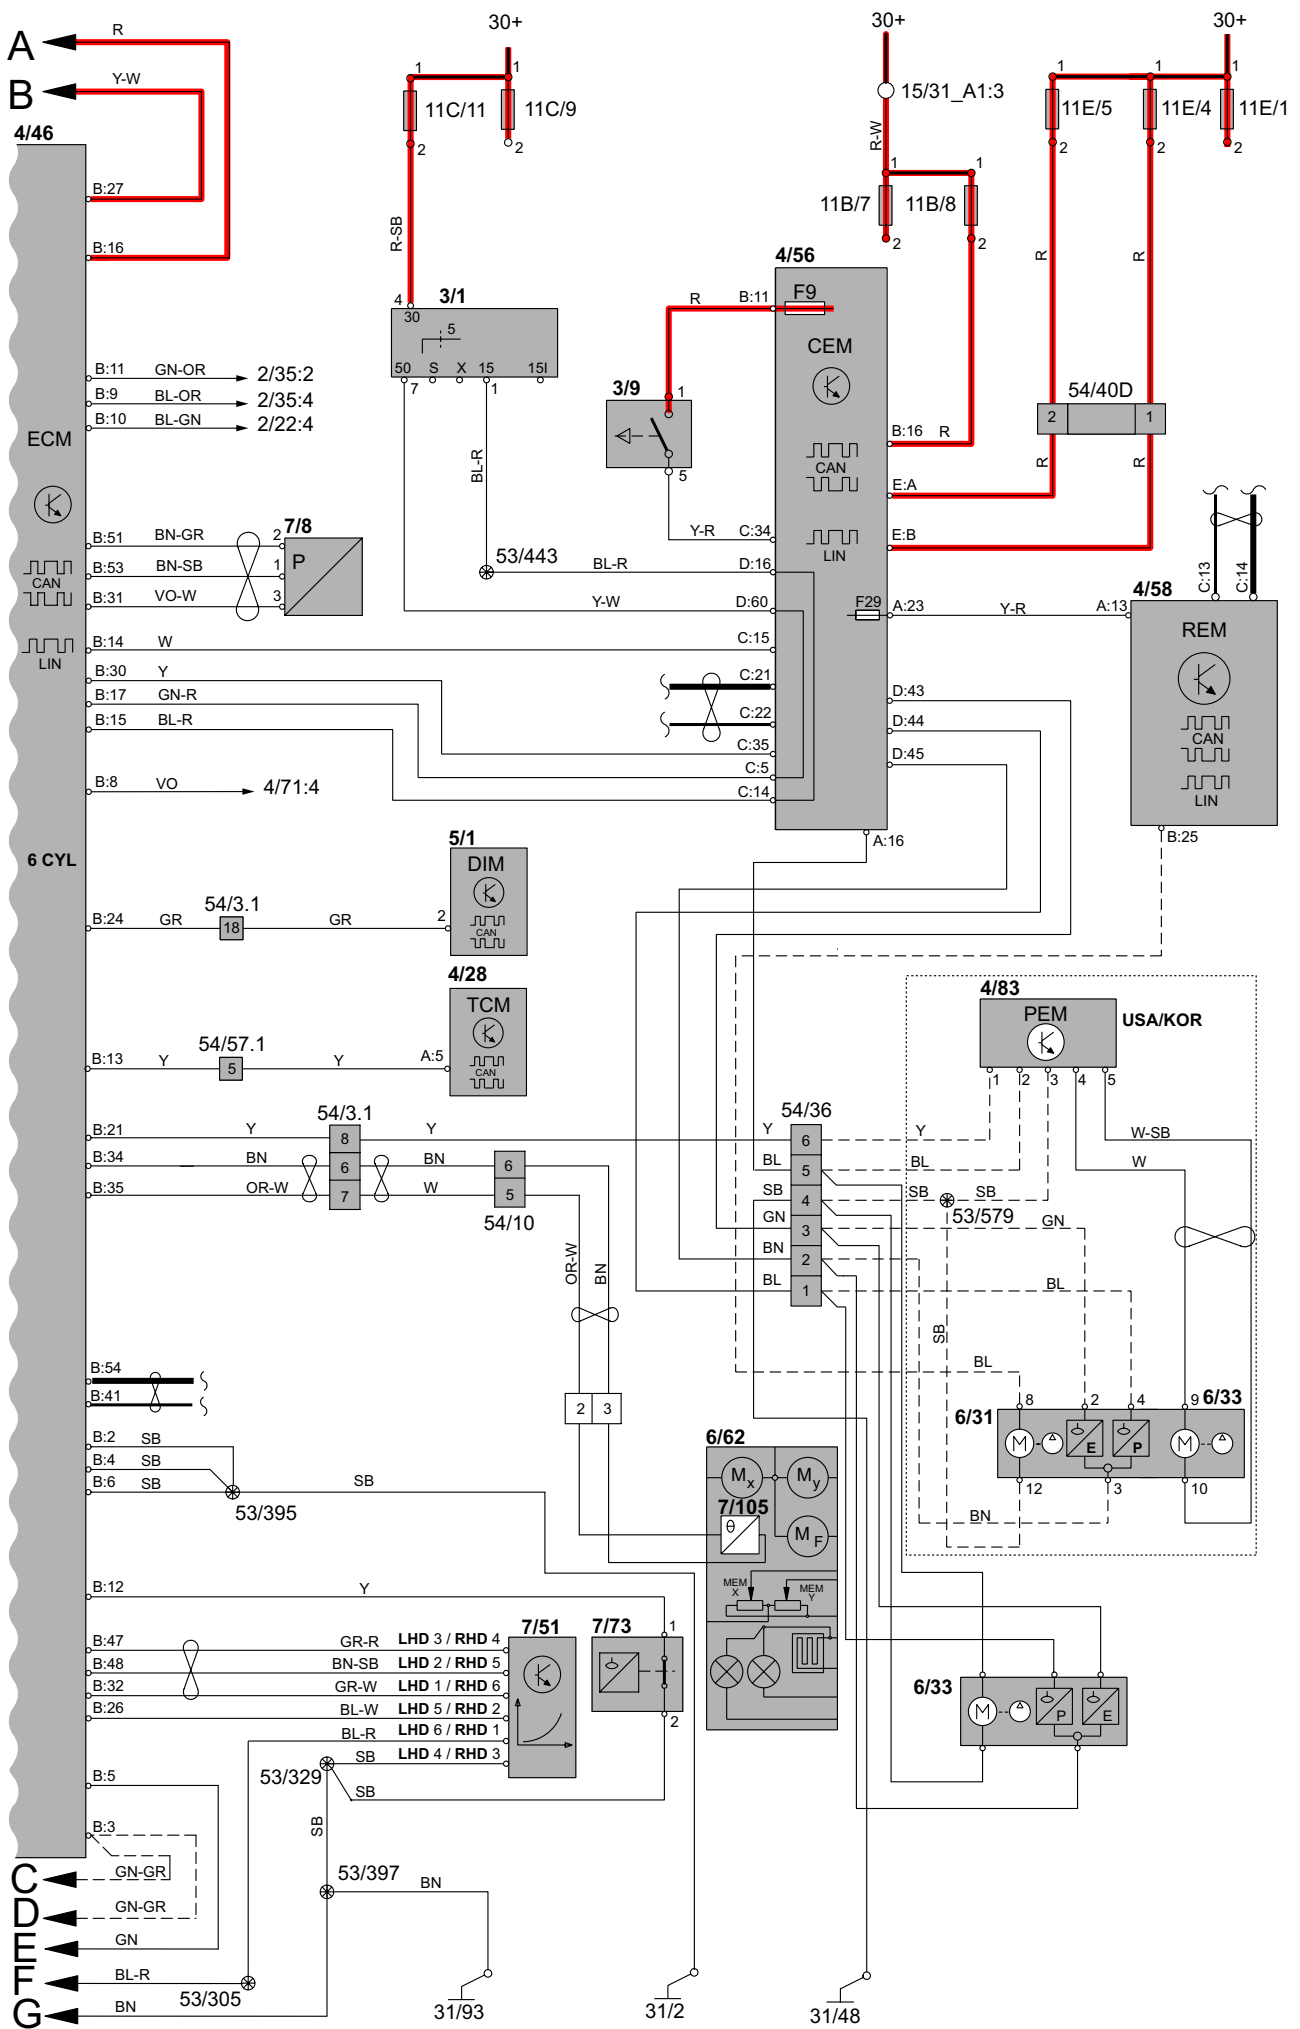 30+ 30+ 30+
A R
B Y-W
4/46
1 1 1 1 1 1
15/31_A1:3
11C/11 11C/9 11E/5 11E/4 11E/1
2 2 2 2 2
R-W
1 1
B:27
11B/7 11B/8
2 2
R-SB
B:16 R R
4/56
4 3/1 R B:11 F9
30
5 CEM
50 S X 15 15I
7 1
B:11 GN-OR 2/35:2
B:9 BL-OR 2/35:4
B:10 BL-GN 2/22:4
3/9 1 54/40D
2 1
ECM
B:16 R
BL-R 5 CAN R R
E:A
B:51 BN-GR 2 7/8
Y-R C:34 LIN E:B
P
CAN B:53 BN-SB 1
53/443 BL-R D:16
C:13 C:14
B:31 VO-W 3
Y-W D:60 F29 A:23 Y-R A:13 4/58
REM
LIN B:14 W C:15
B:30 Y C:21
B:17 GN-R D:43
B:15 BL-R C:22 D:44
CAN
C:35 D:45
C:5
B:8 VO 4/71:4 C:14
LIN
A:16 B:25
5/1
6 CYL DIM
54/3.1
B:24 GR 18 GR 2 CAN
4/28
TCM
54/57.1
B:13 Y 5 Y A:5 CAN
4/83
PEM
USA/KOR
1 2 3 4 5
54/3.1 54/36
B:21 Y 8 Y Y 6 Y W-SB
B:34 BN 6 BN 6 BL 5 BL W
B:35 OR-W 7 W 5 SB 4 SB SB
54/10 53/579
GN 3 GN
OR-W BN
BN 2
BL 1 BL
SB
B:54 BL
B:41
2 3 6/31 8 2 4 9 6/33
M E P M
12 3 10
BN
B:2 SB
B:4 SB
B:6 SB SB
53/395
6/62
Mx My
7/105
θ MF
B:12 Y
MEM X MEM Y
7/51 7/73 1
B:47 GR-R LHD 3 / RHD 4
B:48 BN-SB LHD 2 / RHD 5
B:32 GR-W LHD 1 / RHD 6
B:26 BL-W LHD 5 / RHD 2
2
BL-R LHD 6 / RHD 1
SB LHD 4 / RHD 3
53/329
SB
SB
6/33
M P E
B:5
B:3
C GN-GR
53/397
BN
D GN-GR
E GN
F BL-R
53/305
G BN
31/93 31/2 31/48